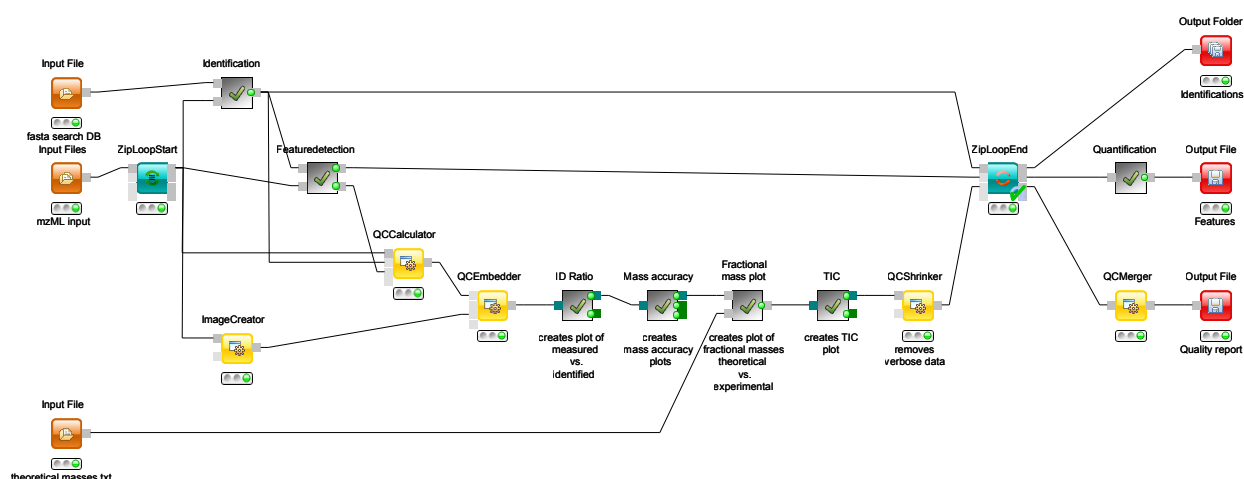 Output Folder
Identifications
Input File
fasta search DB
Identification
Input Files
mzML input
ZipLoopStart
Featuredetection
ZipLoopEnd
Quantification
Output File
Features
QCCalculator
QCEmbedder
ID Ratio
creates plot of
measured
vs.
identified
Mass accuracy
creates
mass accuracy
plots
Fractional
mass plot
creates plot of
fractional masses
theoretical
vs.
experimental
TIC
creates TIC
plot
QCShrinker
removes
verbose data
QCMerger
Output File
Quality report
ImageCreator
Input File
theoretical masses.txt